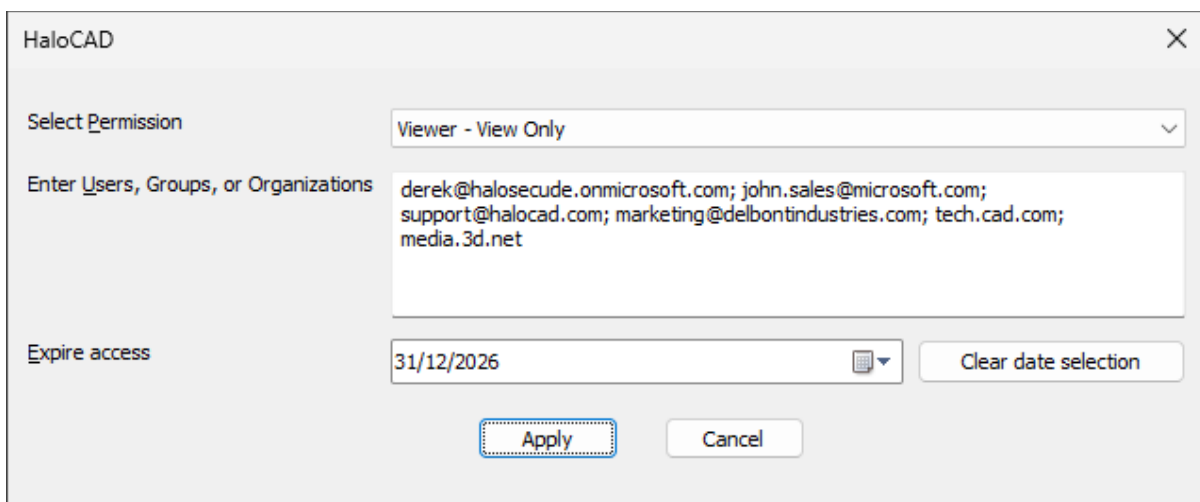 HaloCAD
Select Permission
Viewer - View Only
Enter Users, Groups, or Organizations
derek@halosecude.onmicrosoft.com; john.sales@microsoft.com;
support@halocad.com; marketing@delbontindustries.com; tech.cad.com;
media.3d.net
Expire access
31/12/2026
Clear date selection
Apply
Cancel